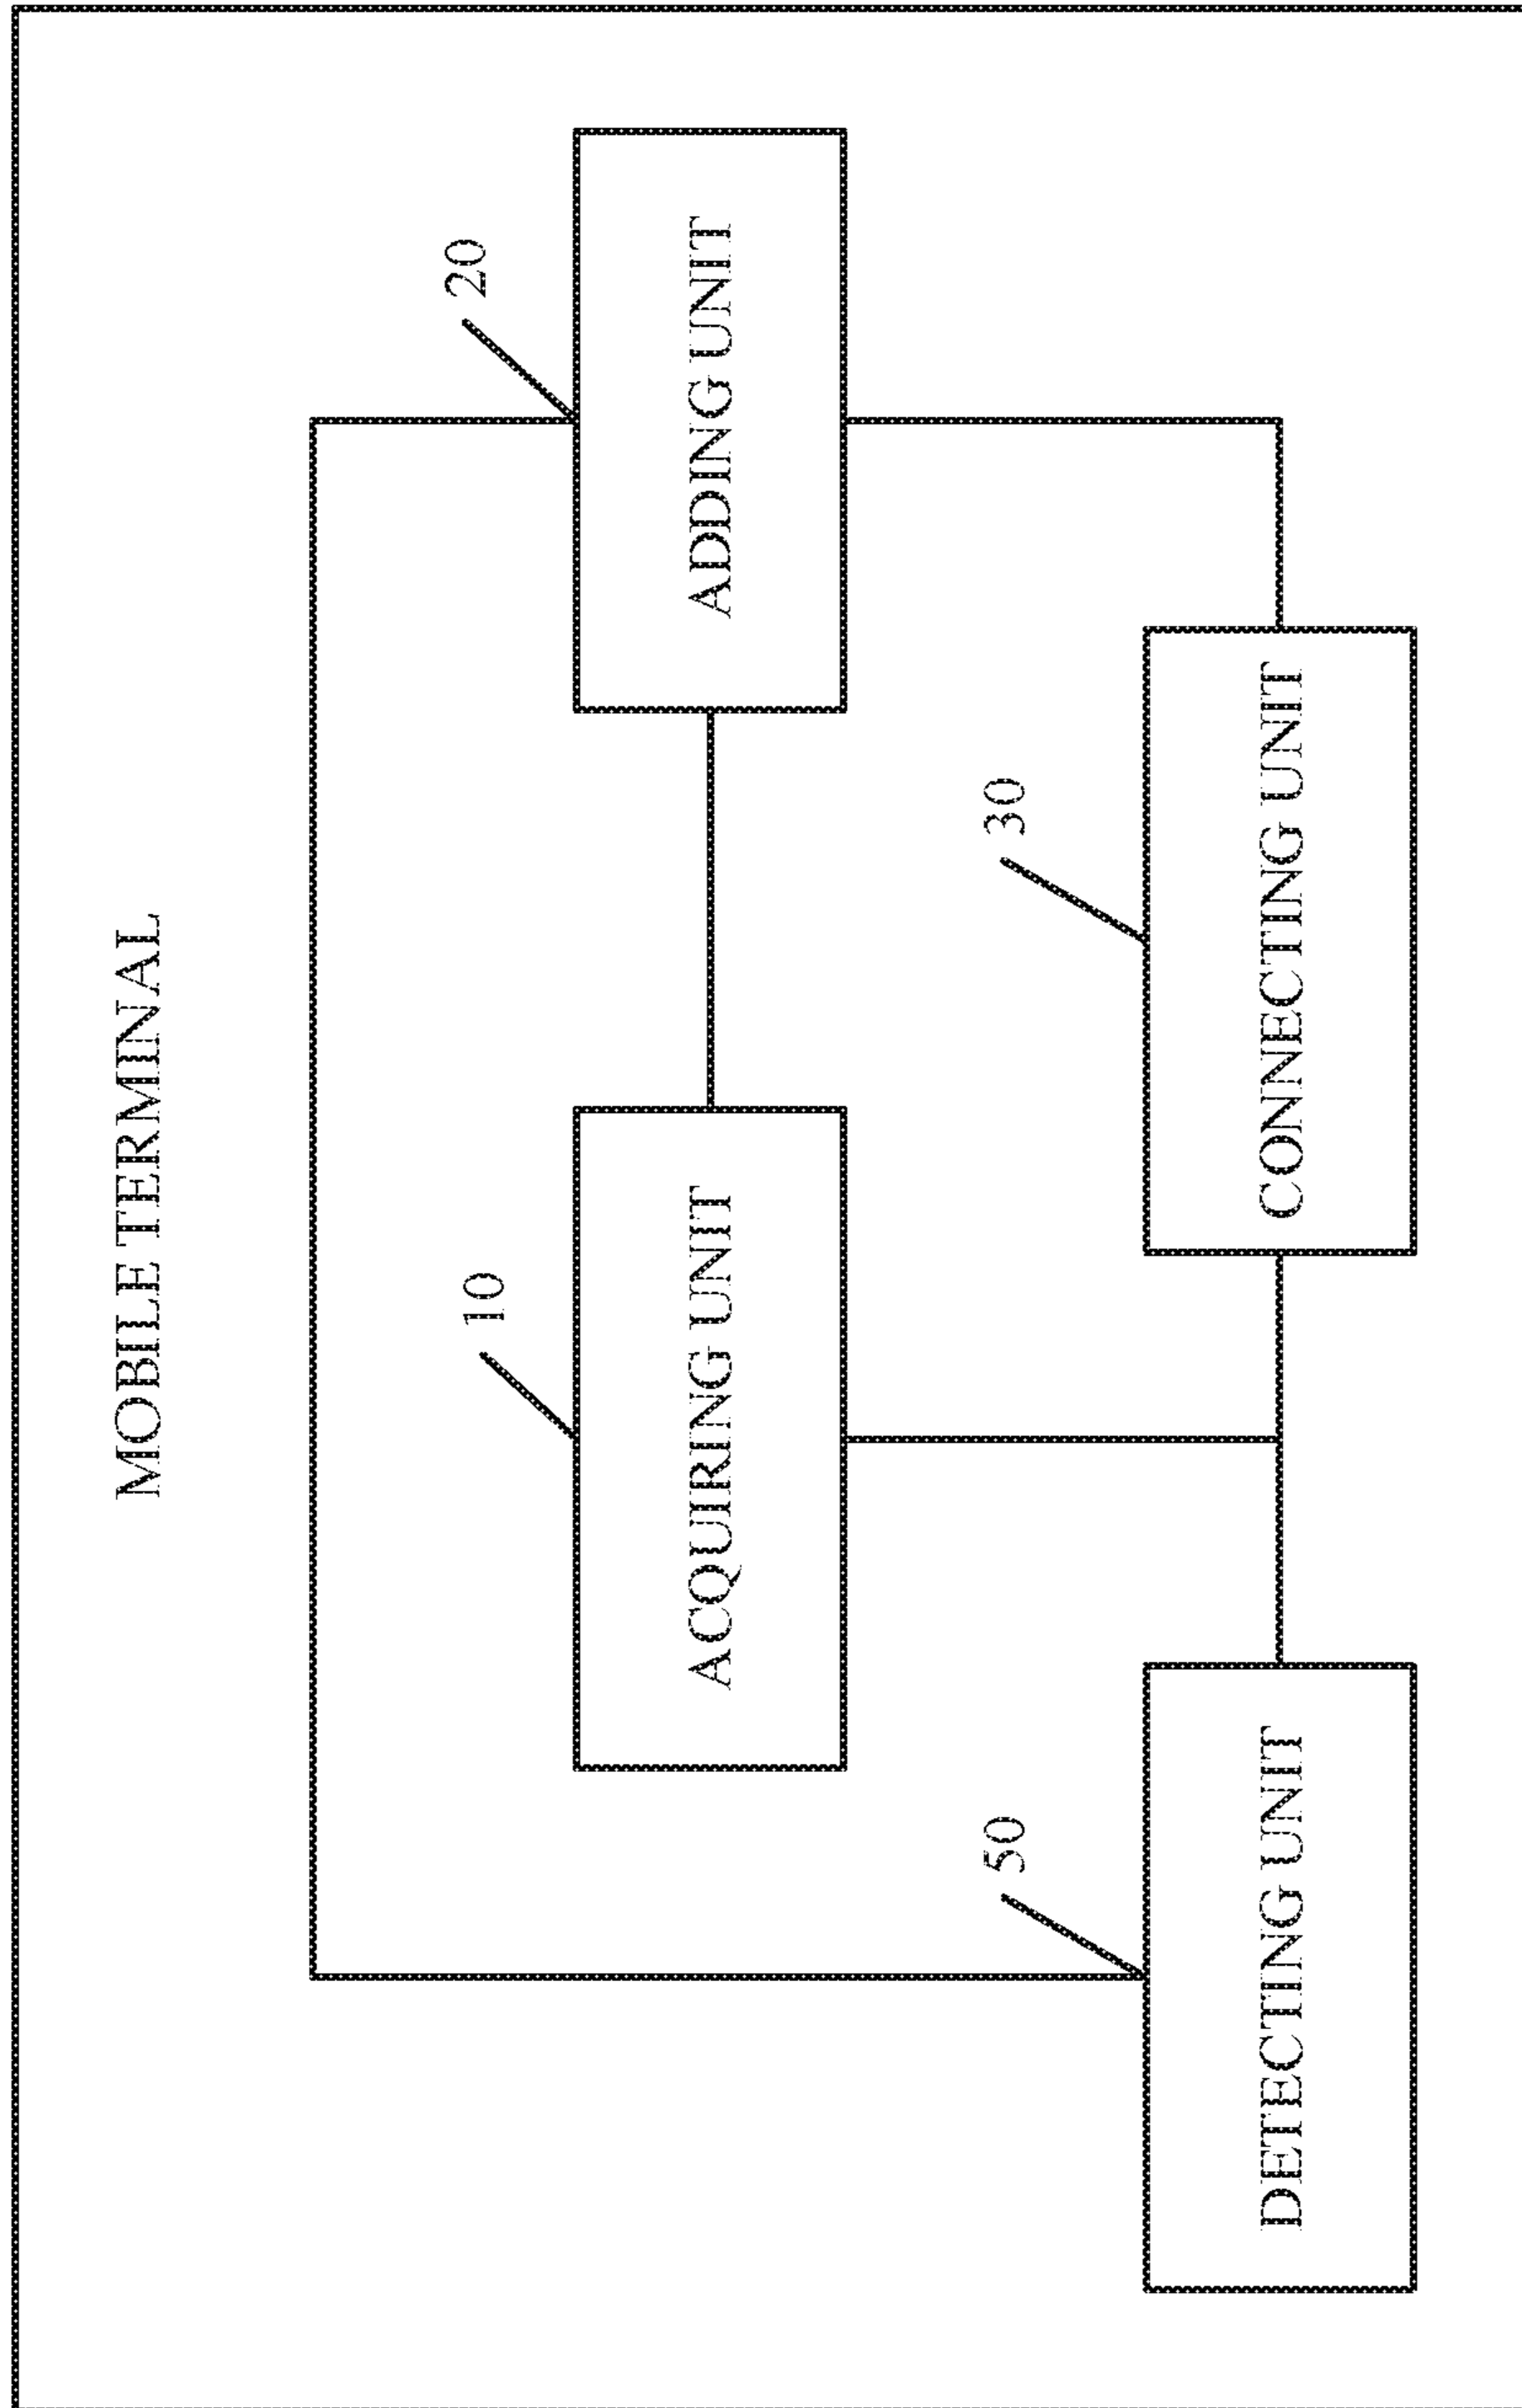 MOBILE TERMINAL
10
20
ACQUIRING UNIT
ADDING UNIT
50
30
DETECTING UNIT
CONNECTING UNIT